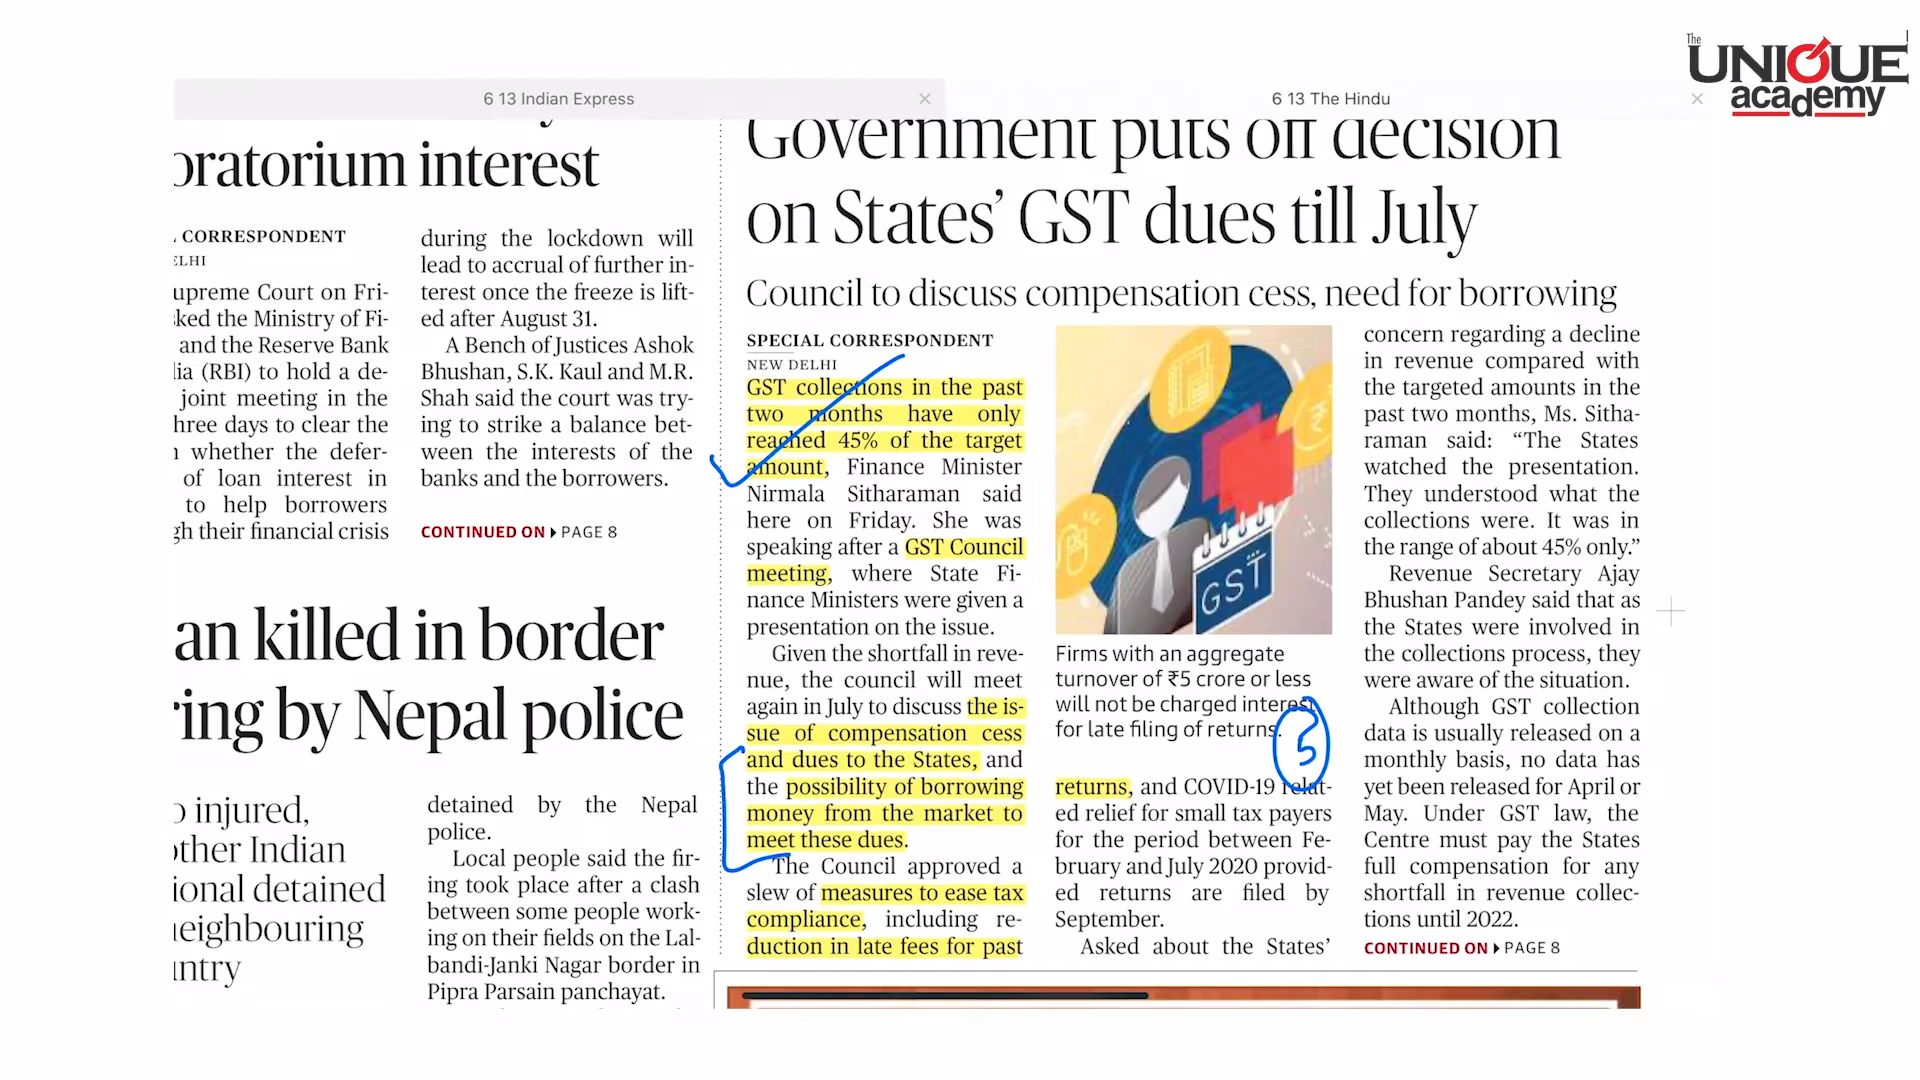 The
UNIQUE
academy
6 13 Indian Express
6 13 The Hindu
oratorium interest
CORRESPONDENT
ELHI
upreme Court on Fri-
ked the Ministry of Fi-
and the Reserve Bank
ia (RBI) to hold a de-
joint meeting in the
hree days to clear the
whether the defer-
of loan interest in
to help borrowers
gh their financial crisis
during the lockdown will
lead to accrual of further in-
terest once the freeze is lift-
ed after August 31.
A Bench of Justices Ashok
Bhushan, S.K. Kaul and M.R.
Shah said the court was try-
ing to strike a balance bet-
ween the interests of the
banks and the borrowers.
CONTINUED ON PAGE 8
an killed in border
ring by Nepal police
o injured,
other Indian
ional detained
neighbouring
untry
detained by the Nepal
police.
Local people said the fir-
ing took place after a clash
between some people work-
ing on their fields on the Lal-
bandi-Janki Nagar border in
Pipra Parsain panchayat.
Government puts off decision
on States’ GST dues till July
Council to discuss compensation cess, need for borrowing
SPECIAL CORRESPONDENT
NEW DELHI
GST collections in the past
two months have only
reached 45% of the target
amount, Finance Minister
Nirmala Sitharaman said
here on Friday. She was
speaking after a GST Council
meeting, where State Fi-
nance Ministers were given a
presentation on the issue.
Given the shortfall in reve-
nue, the council will meet
again in July to discuss the is-
sue of compensation cess
and dues to the States, and
the possibility of borrowing
money from the market to
meet these dues.
The Council approved a
slew of measures to ease tax
compliance, including re-
duction in late fees for past
GST
Firms with an aggregate
turnover of ₹5 crore or less
will not be charged interest
for late filing of returns.
5
returns, and COVID-19 relat-
ed relief for small tax payers
for the period between Fe-
bruary and July 2020 provid-
ed returns are filed by
September.
Asked about the States’
concern regarding a decline
in revenue compared with
the targeted amounts in the
past two months, Ms. Sitha-
raman said: “The States
watched the presentation.
They understood what the
collections were. It was in
the range of about 45% only.”
Revenue Secretary Ajay
Bhushan Pandey said that as
the States were involved in
the collections process, they
were aware of the situation.
Although GST collection
data is usually released on a
monthly basis, no data has
yet been released for April or
May. Under GST law, the
Centre must pay the States
full compensation for any
shortfall in revenue collec-
tions until 2022.
CONTINUED ON PAGE 8